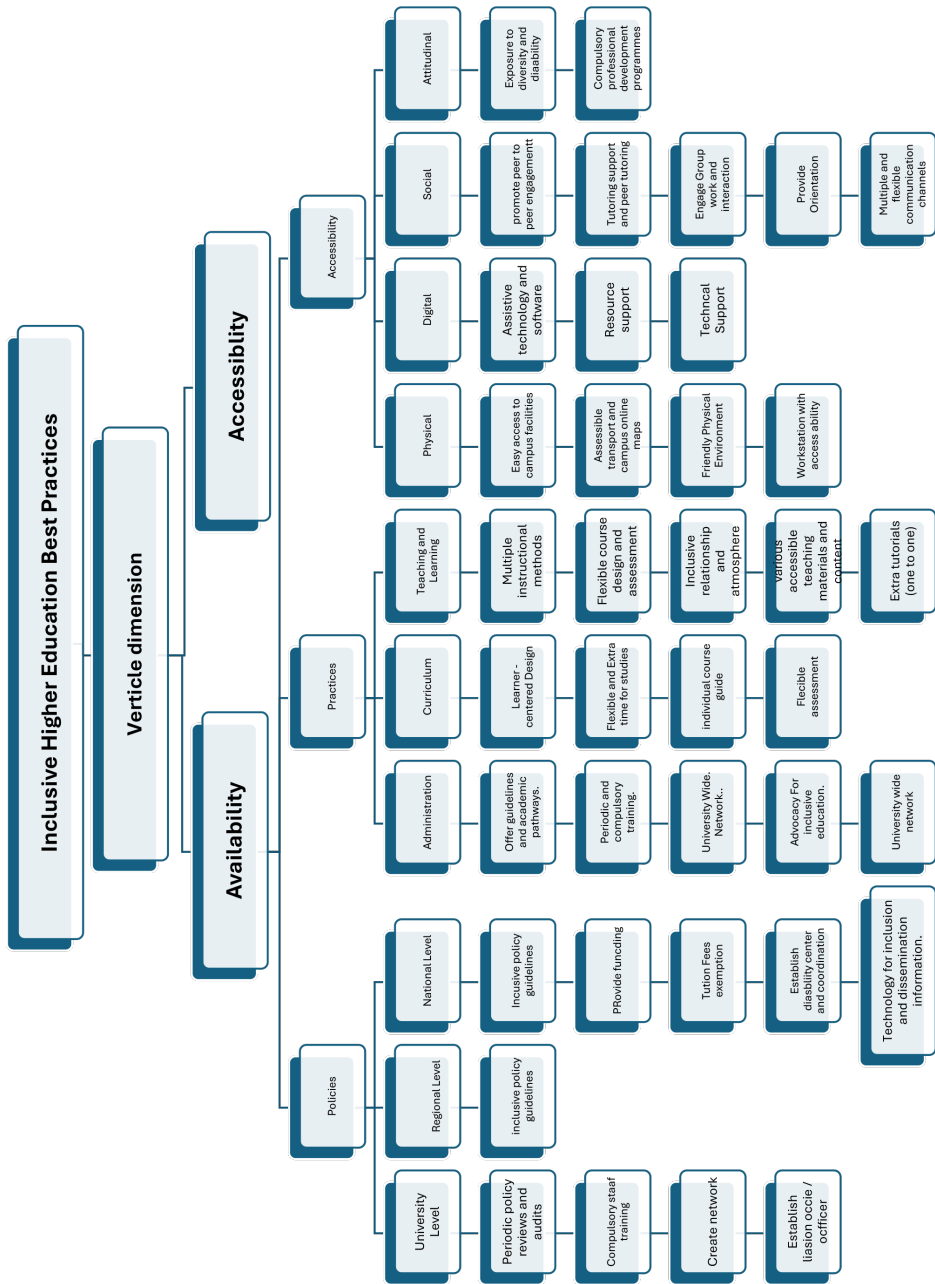 Inclusive Higher Education Best Practices
Verticle dimension
Availability
Accessiblity
Policies
Practices
Accessibility
University
Level
Regional Level
National Level
Administration
Curriculum
Teaching and
Learning
Physical
Digital
Social
Attitudinal
Periodic policy
reviews and
audits
Compulsory staaf
training
Create network
Establish
liasion occie /
ocfficer
inclusive policy
guidelines
Incusive policy
guidelines
PRovide funcding
Tution Fees
exemption
Establish
diasbility center
and coordination
Technology for inclusion
and dissemination
information.
Offer guidelines
and academic
pathways.
Periodic and
compulsory
training.
University Wide.
Network..
Advocacy For
inclusive
education.
University wide
network
Learner -
centered Design
Flexible and Extra
time for studies
individual course
guide
Flecible
assessment
Multiple
instructional
methods
Flexible course
design and
assessment
Inclusive
relationship
and
atmosphere
various
accessible
teaching
materials and
content
Extra tutorials
(one to one)
Easy access to
campus facilities
Assessible
transport and
campus online
maps
Friendly Physical
Environment
Workstation with
access ability
Assistive
technology and
software
Resource
support
Techncal
Support
promote peer to
peer engagementt
Tutoring support
and peer tutoring
Engage Group
work and
interaction
Provide
Orientation
Multiple and
flexible
communication
channels
Exposure to
diversity and
diaability
Compulsory
professional
development
programmes